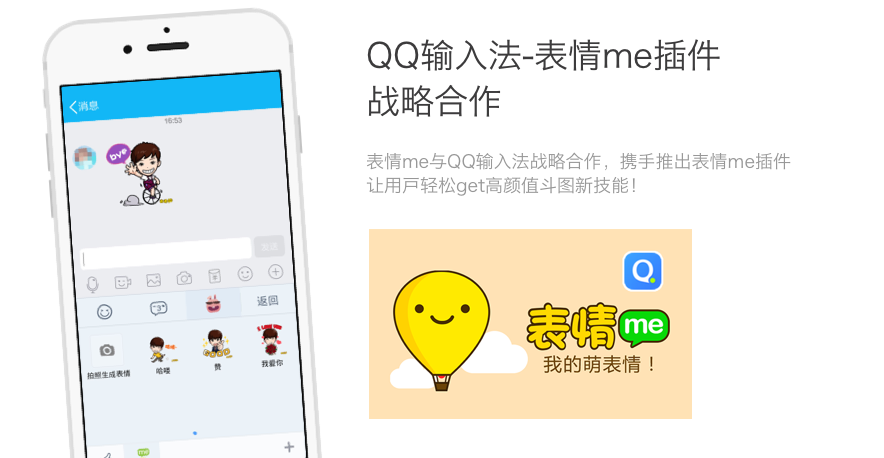 QQ输入法-表情me插件
战略合作
表情me与QQ输入法战略合作，携手推出表情me插件
让用戸轻松get高颜值斗图新技能！
消息
16:53
bye
发送
返回
拍照生成表情
哈喽
赞
我爱你
GOOD
me
Q
表情me
我的萌表情！